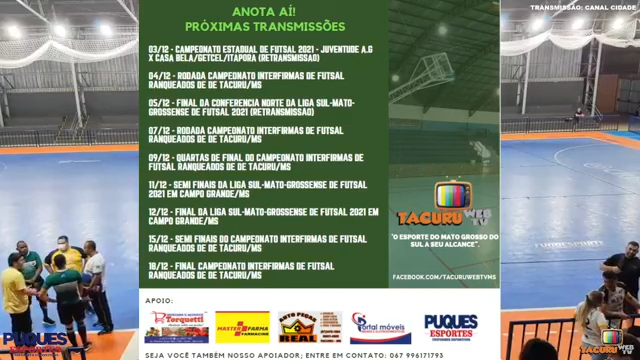 TRANSMISSÃO: CANAL CIDADE
ANOTA AÍ!
PRÓXIMAS TRANSMISSÕES
03/12 - CAMPEONATO ESTADUAL DE FUTSAL 2021 - JUVENTUDE A.G
X CASA BELA/GETCEL/ITAPORA (RETRANSMISSAO)
04/12 - RODADA CAMPEONATO INTERFIRMAS DE FUTSAL
RANQUEADOS DE DE TACURU/MS
05/12 - FINAL DA CONFERENCIA NORTE DA LIGA SUL-MATO-
GROSSENSE DE FUTSAL 2021 (RETRANSMISSAO)
07/12 - RODADA CAMPEONATO INTERFIRMAS DE FUTSAL
RANQUEADOS DE DE TACURU/MS
09/12 - QUARTAS DE FINAL DO CAMPEONATO INTERFIRMAS DE
FUTSAL RANQUEADOS DE DE TACURU/MS
11/12 - SEMI FINAIS DA LIGA SUL-MATO-GROSSENSE DE FUTSAL
2021 EM CAMPO GRANDE/MS
12/12 - FINAL DA LIGA SUL-MATO-GROSSENSE DE FUTSAL 2021 EM
CAMPO GRANDE/MS
15/12 - SEMI FINAIS DO CAMPEONATO INTERFIRMAS DE FUTSAL
RANQUEADOS DE DE TACURU/MS
18/12 - FINAL CAMPEONATO INTERFIRMAS DE FUTSAL
RANQUEADOS DE DE TACURU/MS
TACURU WEB TV
"O ESPORTE DO MATO GROSSO DO
SUL A SEU ALCANCE".
FACEBOOK.COM/TACURUWEBTVMS
APOIO:
Torquetti
MASTER FARMA
FARMACINE
AUTO PEÇAS
REAL
Portal móveis
PUQUES
ESPORTES
SEJA VOCÊ TAMBÉM NOSSO APOIADOR; ENTRE EM CONTATO: 067 996171793
PUQUES
TACURU WEB